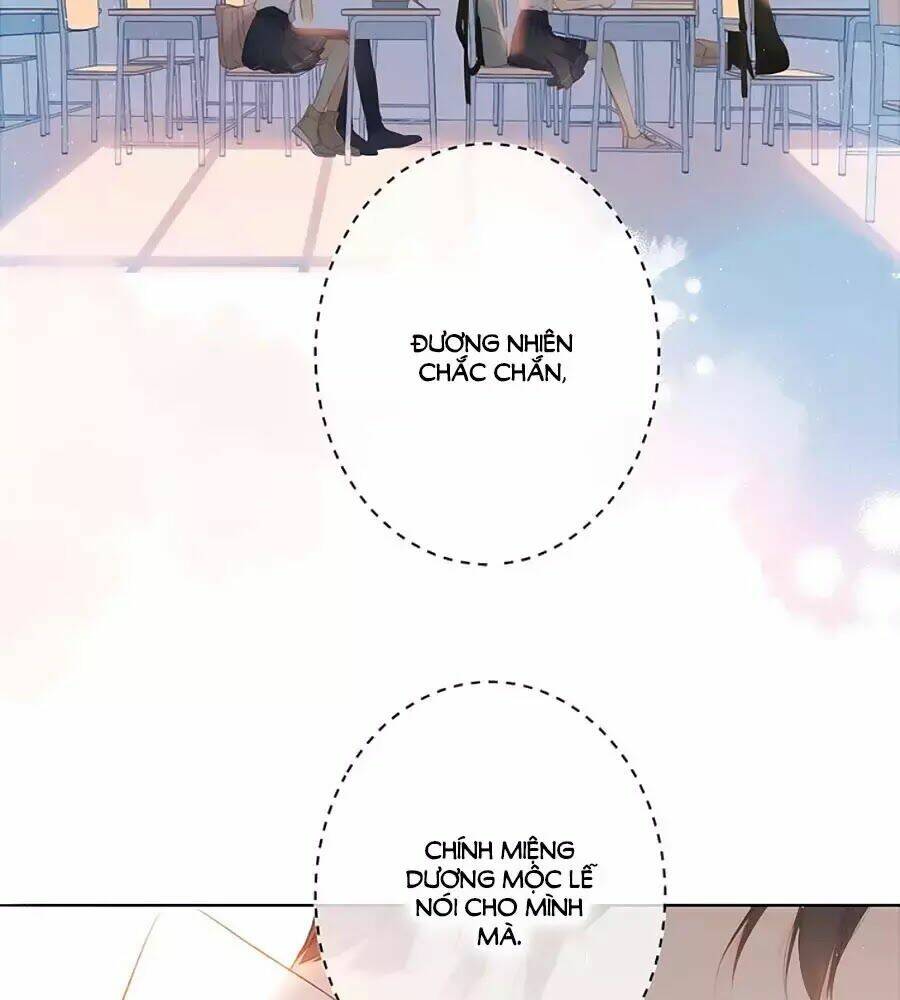 ĐƯƠNG NHIÊN
CHẮC CHẮN,
CHÍNH MIỆNG
DƯƠNG MỘC LỄ
NÓI CHO MÌNH
MÀ.